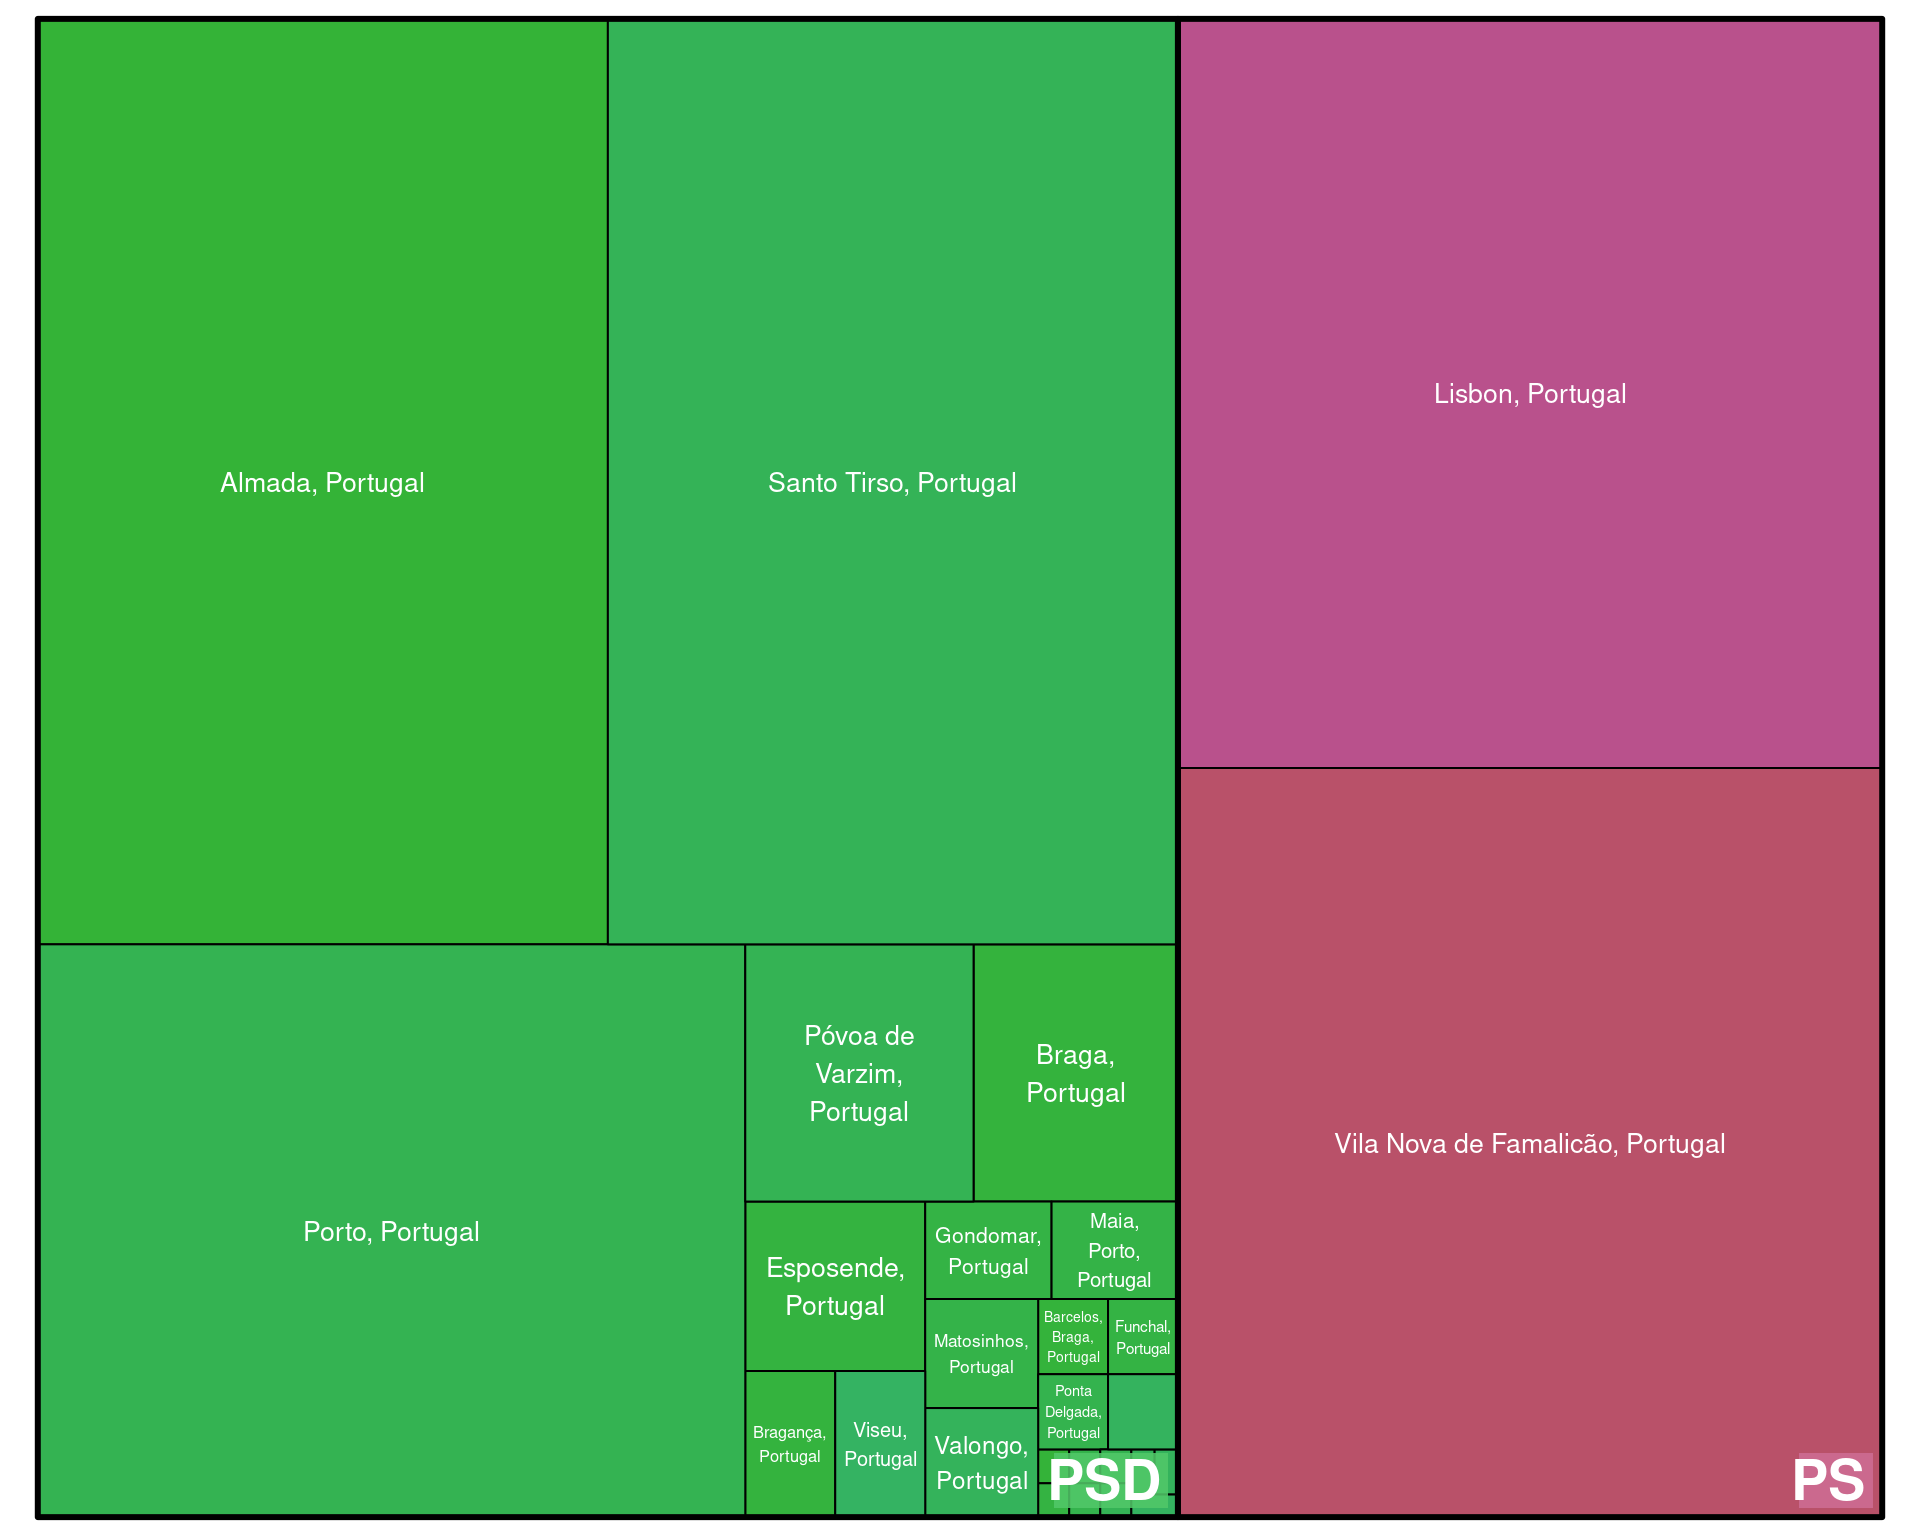 Almada, Portugal
Santo Tirso, Portugal
Lisbon, Portugal
Porto, Portugal
Póvoa de
Varzim,
Portugal
Braga,
Portugal
Vila Nova de Famalicão, Portugal
Esposende,
Portugal
Gondomar,
Portugal
Maia,
Porto,
Portugal
Matosinhos,
Portugal
Barcelos,
Braga,
Portugal
Funchal,
Portugal
Ponta
Delgada,
Portugal
Bragança,
Portugal
Viseu,
Portugal
Valongo,
Portugal
PSD
PS